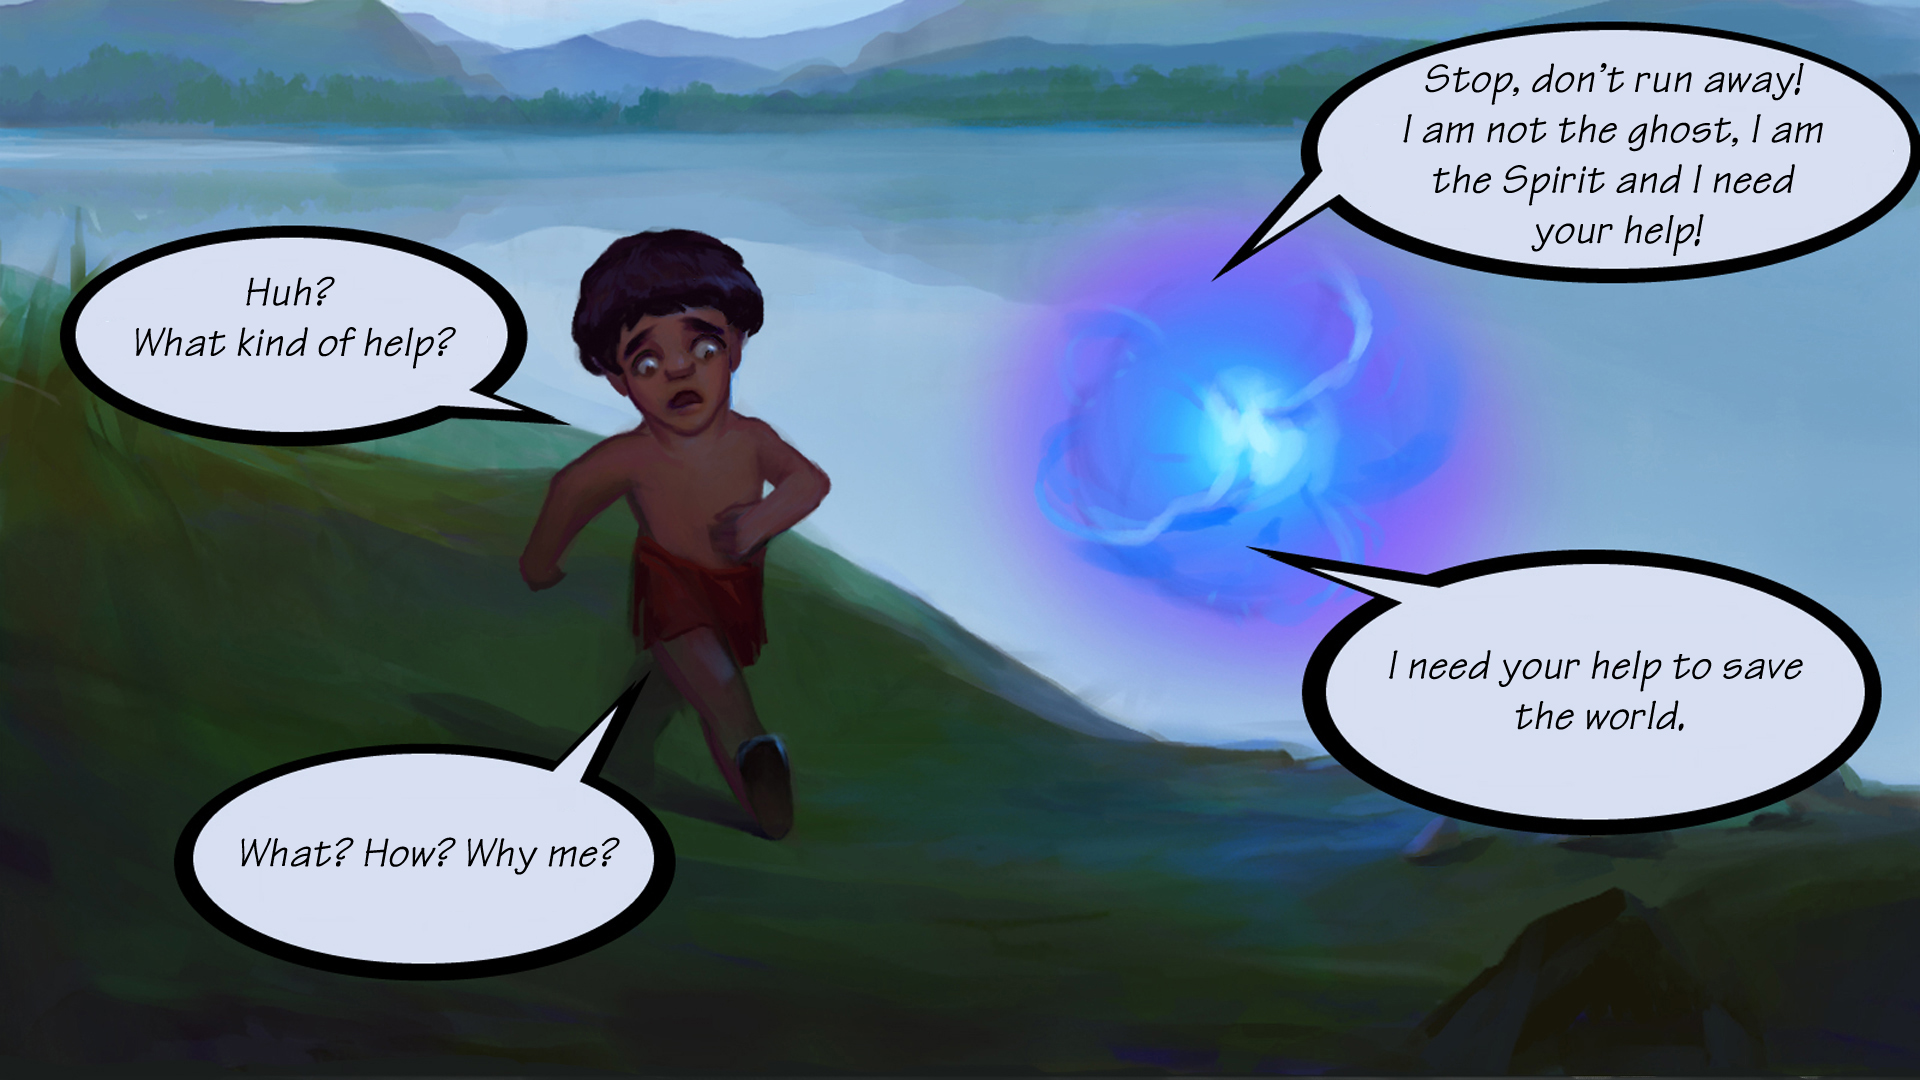 Stop, don't run away!
I am not the ghost, I am
the Spirit and I need
your help!
Huh?
What kind of help?
I need your help to save
the world.
What? How? Why me?